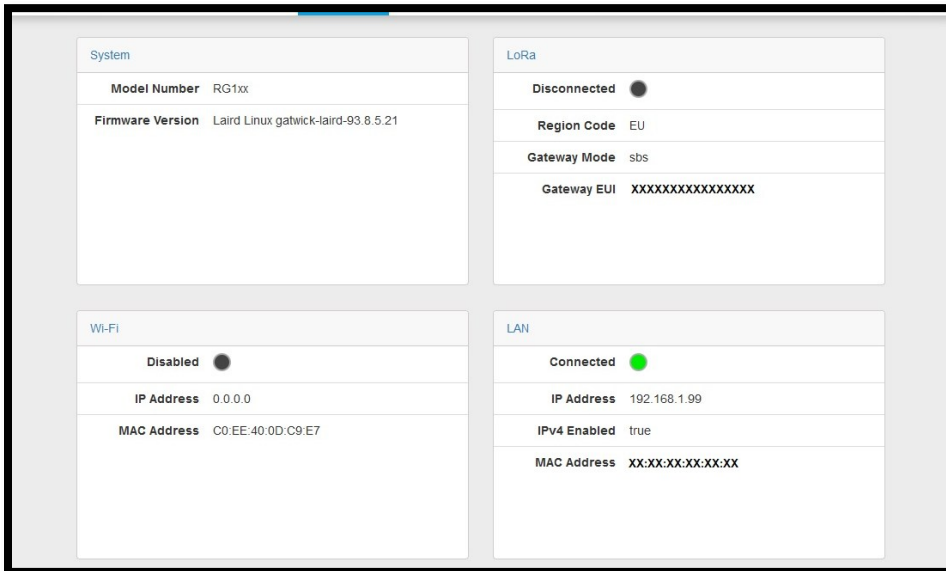 System
Model Number RG1xx
Firmware Version Laird Linux gatwick-laird-93.8.5.21
LoRa
Disconnected
Region Code EU
Gateway Mode sbs
Gateway EUI XXXXXXXXXXXXXXXX
Wi-Fi
Disabled
IP Address 0.0.0.0
MAC Address C0:EE:40:0D:C9:E7
LAN
Connected
IP Address 192.168.1.99
IPv4 Enabled true
MAC Address XX:XX:XX:XX:XX:XX